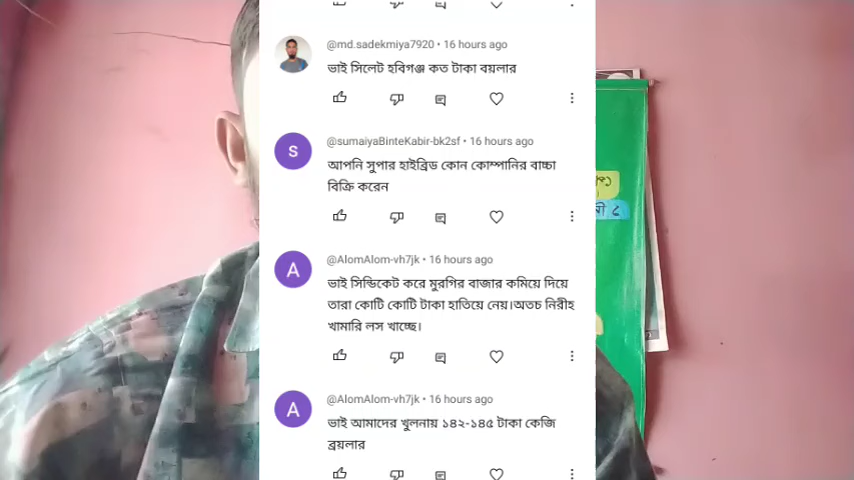 @md.sadekmiya7920 • 16 hours ago
ভাই সিলেট হবিগঞ্জ কত টাকা বয়লার
S
@sumaiyaBinteKabir-bk2sf • 16 hours ago
আপনি সুপার হাইব্রিড কোন কোম্পানির বাচ্চা
বিক্রি করেন
A
@AlomAlom-vh7jk • 16 hours ago
ভাই সিন্ডিকেট করে মুরগির বাজার কমিয়ে দিয়ে
তারা কোটি কোটি টাকা হাতিয়ে নেয়।অতচ নিরীহ
খামারি লস খাচ্ছে।
A
@AlomAlom-vh7jk • 16 hours ago
ভাই আমাদের খুলনায় ১৪২-১৪৫ টাকা কেজি
ব্রয়লার